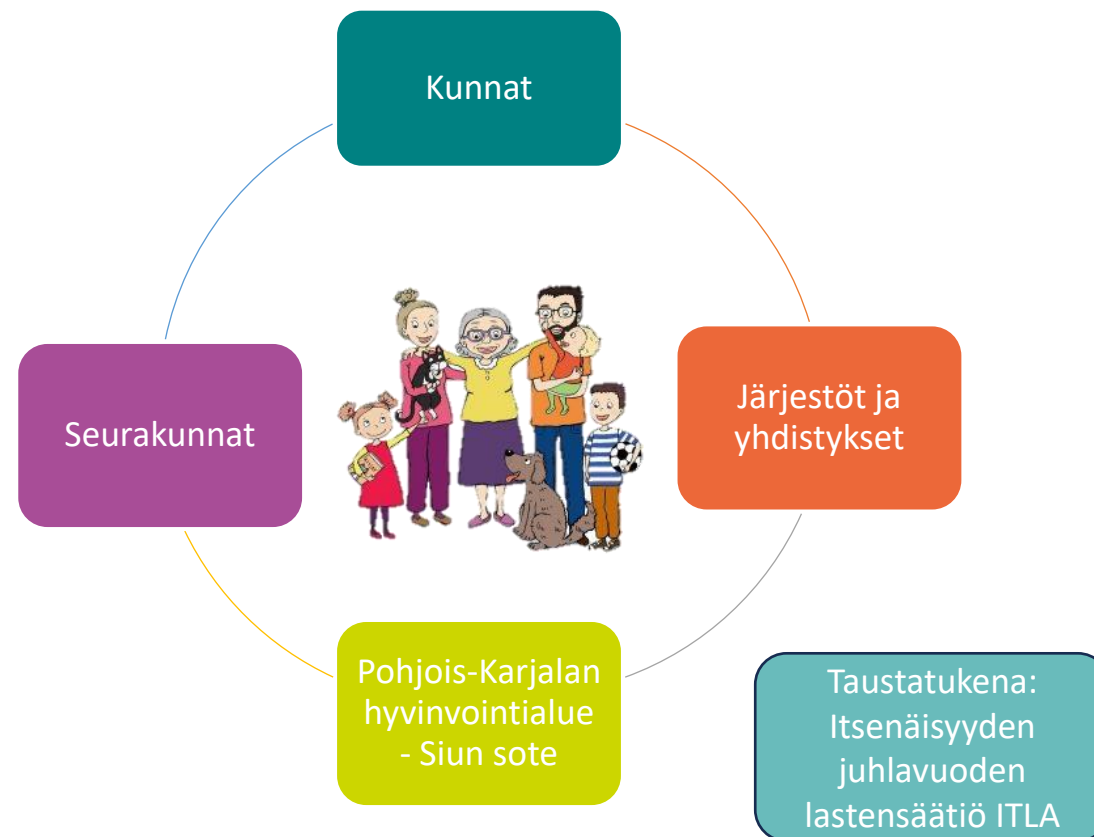 Kunnat
Järjestöt ja
yhdistykset
Seurakunnat
Pohjois-Karjalan
hyvinvointialue
- Siun sote
Taustatukena:
Itsenäisyyden
juhlavuoden
lastensäätiö ITLA